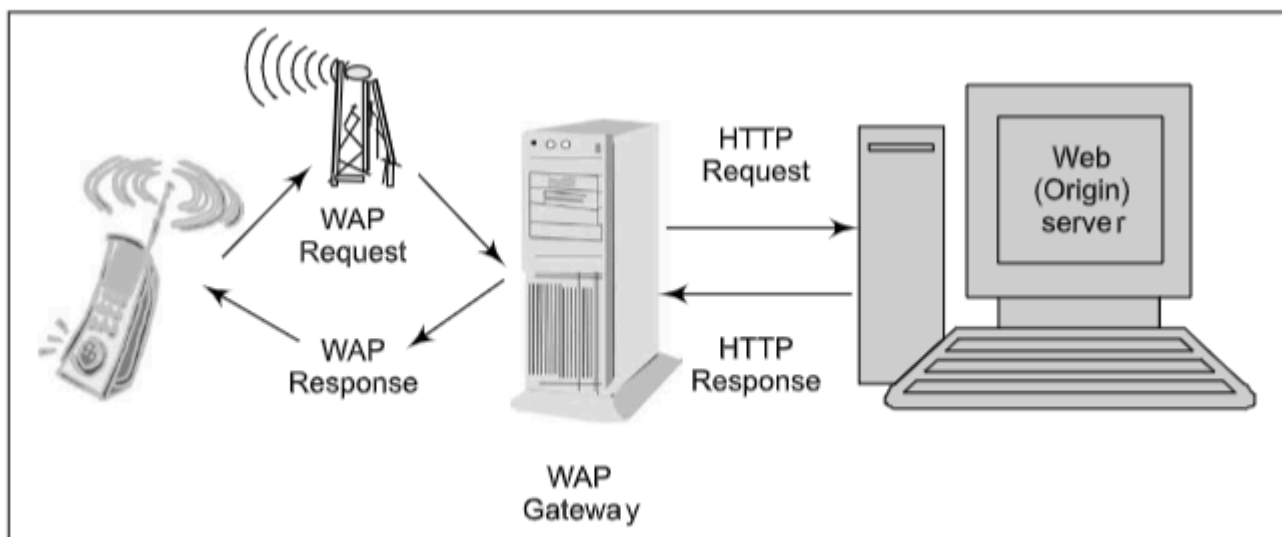 WAP
Request
WAP
Response
WAP
Gateway
HTTP
Request
HTTP
Response
Web
(Origin)
server